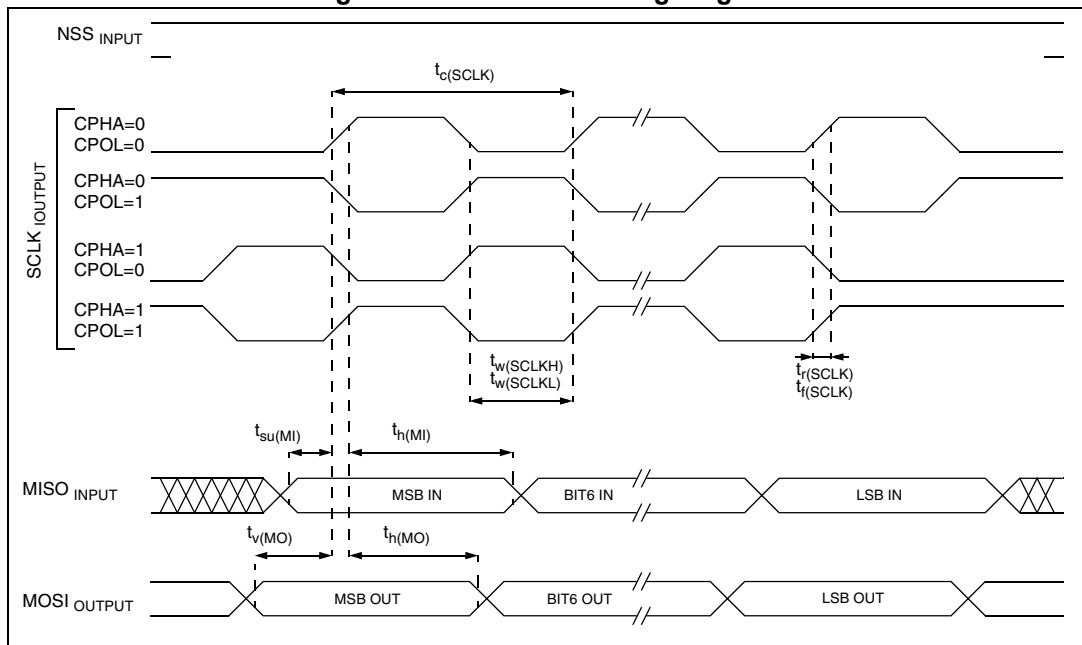 NSS INPUT
tc(SCLK)
SCLK IOUTPUT
CPHA=0
CPOL=0
CPHA=0
CPOL=1
CPHA=1
CPOL=0
CPHA=1
CPOL=1
tw(SCLKH)
tw(SCLKL)
tr(SCLK)
tf(SCLK)
tsu(MI)
th(MI)
MISO INPUT
MSB IN
BIT6 IN
LSB IN
tv(MO)
th(MO)
MOSI OUTPUT
MSB OUT
BIT6 OUT
LSB OUT